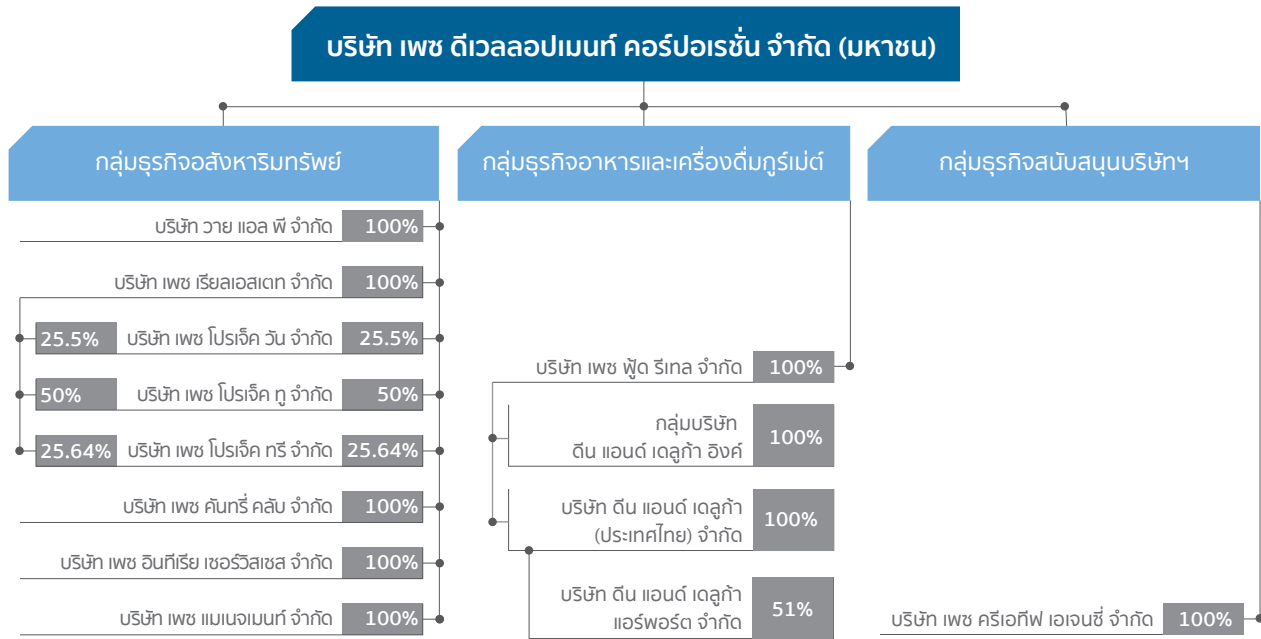 บริษัท เพซ ดีเวลลอปเมนท์ คอร์ปอเรชั่น จำกัด (มหาชน)
กลุ่มธุรกิจอสังหาริมทรัพย์
บริษัท วาย แอล พี จำกัด 100%
บริษัท เพซ เรียลเอสเตท จำกัด 100%
25.5% บริษัท เพซ โปรเจ็ค วัน จำกัด 25.5%
50% บริษัท เพซ โปรเจ็ค ทู จำกัด 50%
25.64% บริษัท เพซ โปรเจ็ค ทรี จำกัด 25.64%
บริษัท เพซ คันทรี่ คลับ จำกัด 100%
บริษัท เพซ อินทีเรีย เซอร์วิสเซส จำกัด 100%
บริษัท เพซ แมเนจเมนท์ จำกัด 100%
กลุ่มธุรกิจอาหารและเครื่องดื่มกูร์เม่ต์
บริษัท เพซ ฟู้ด รีเทล จำกัด 100%
กลุ่มบริษัท
ดีน แอนด์ เดลูก้า อิงค์ 100%
บริษัท ดีน แอนด์ เดลูก้า
(ประเทศไทย) จำกัด 100%
บริษัท ดีน แอนด์ เดลูก้า
แอร์พอร์ต จำกัด 51%
กลุ่มธุรกิจสนับสนุนบริษัทฯ
บริษัท เพซ ครีเอทีฟ เอเจนซี่ จำกัด 100%